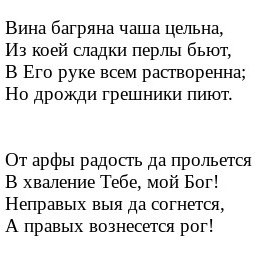 Вина багряна чаша цельна,
Из коей сладки перлы бьют,
В Его руке всем растворенна;
Но дрожди грешники пиют.

От арфы радость да прольется
В хваление Тебе, мой Бог!
Неправых выя да согнется,
А правых вознесется рог!